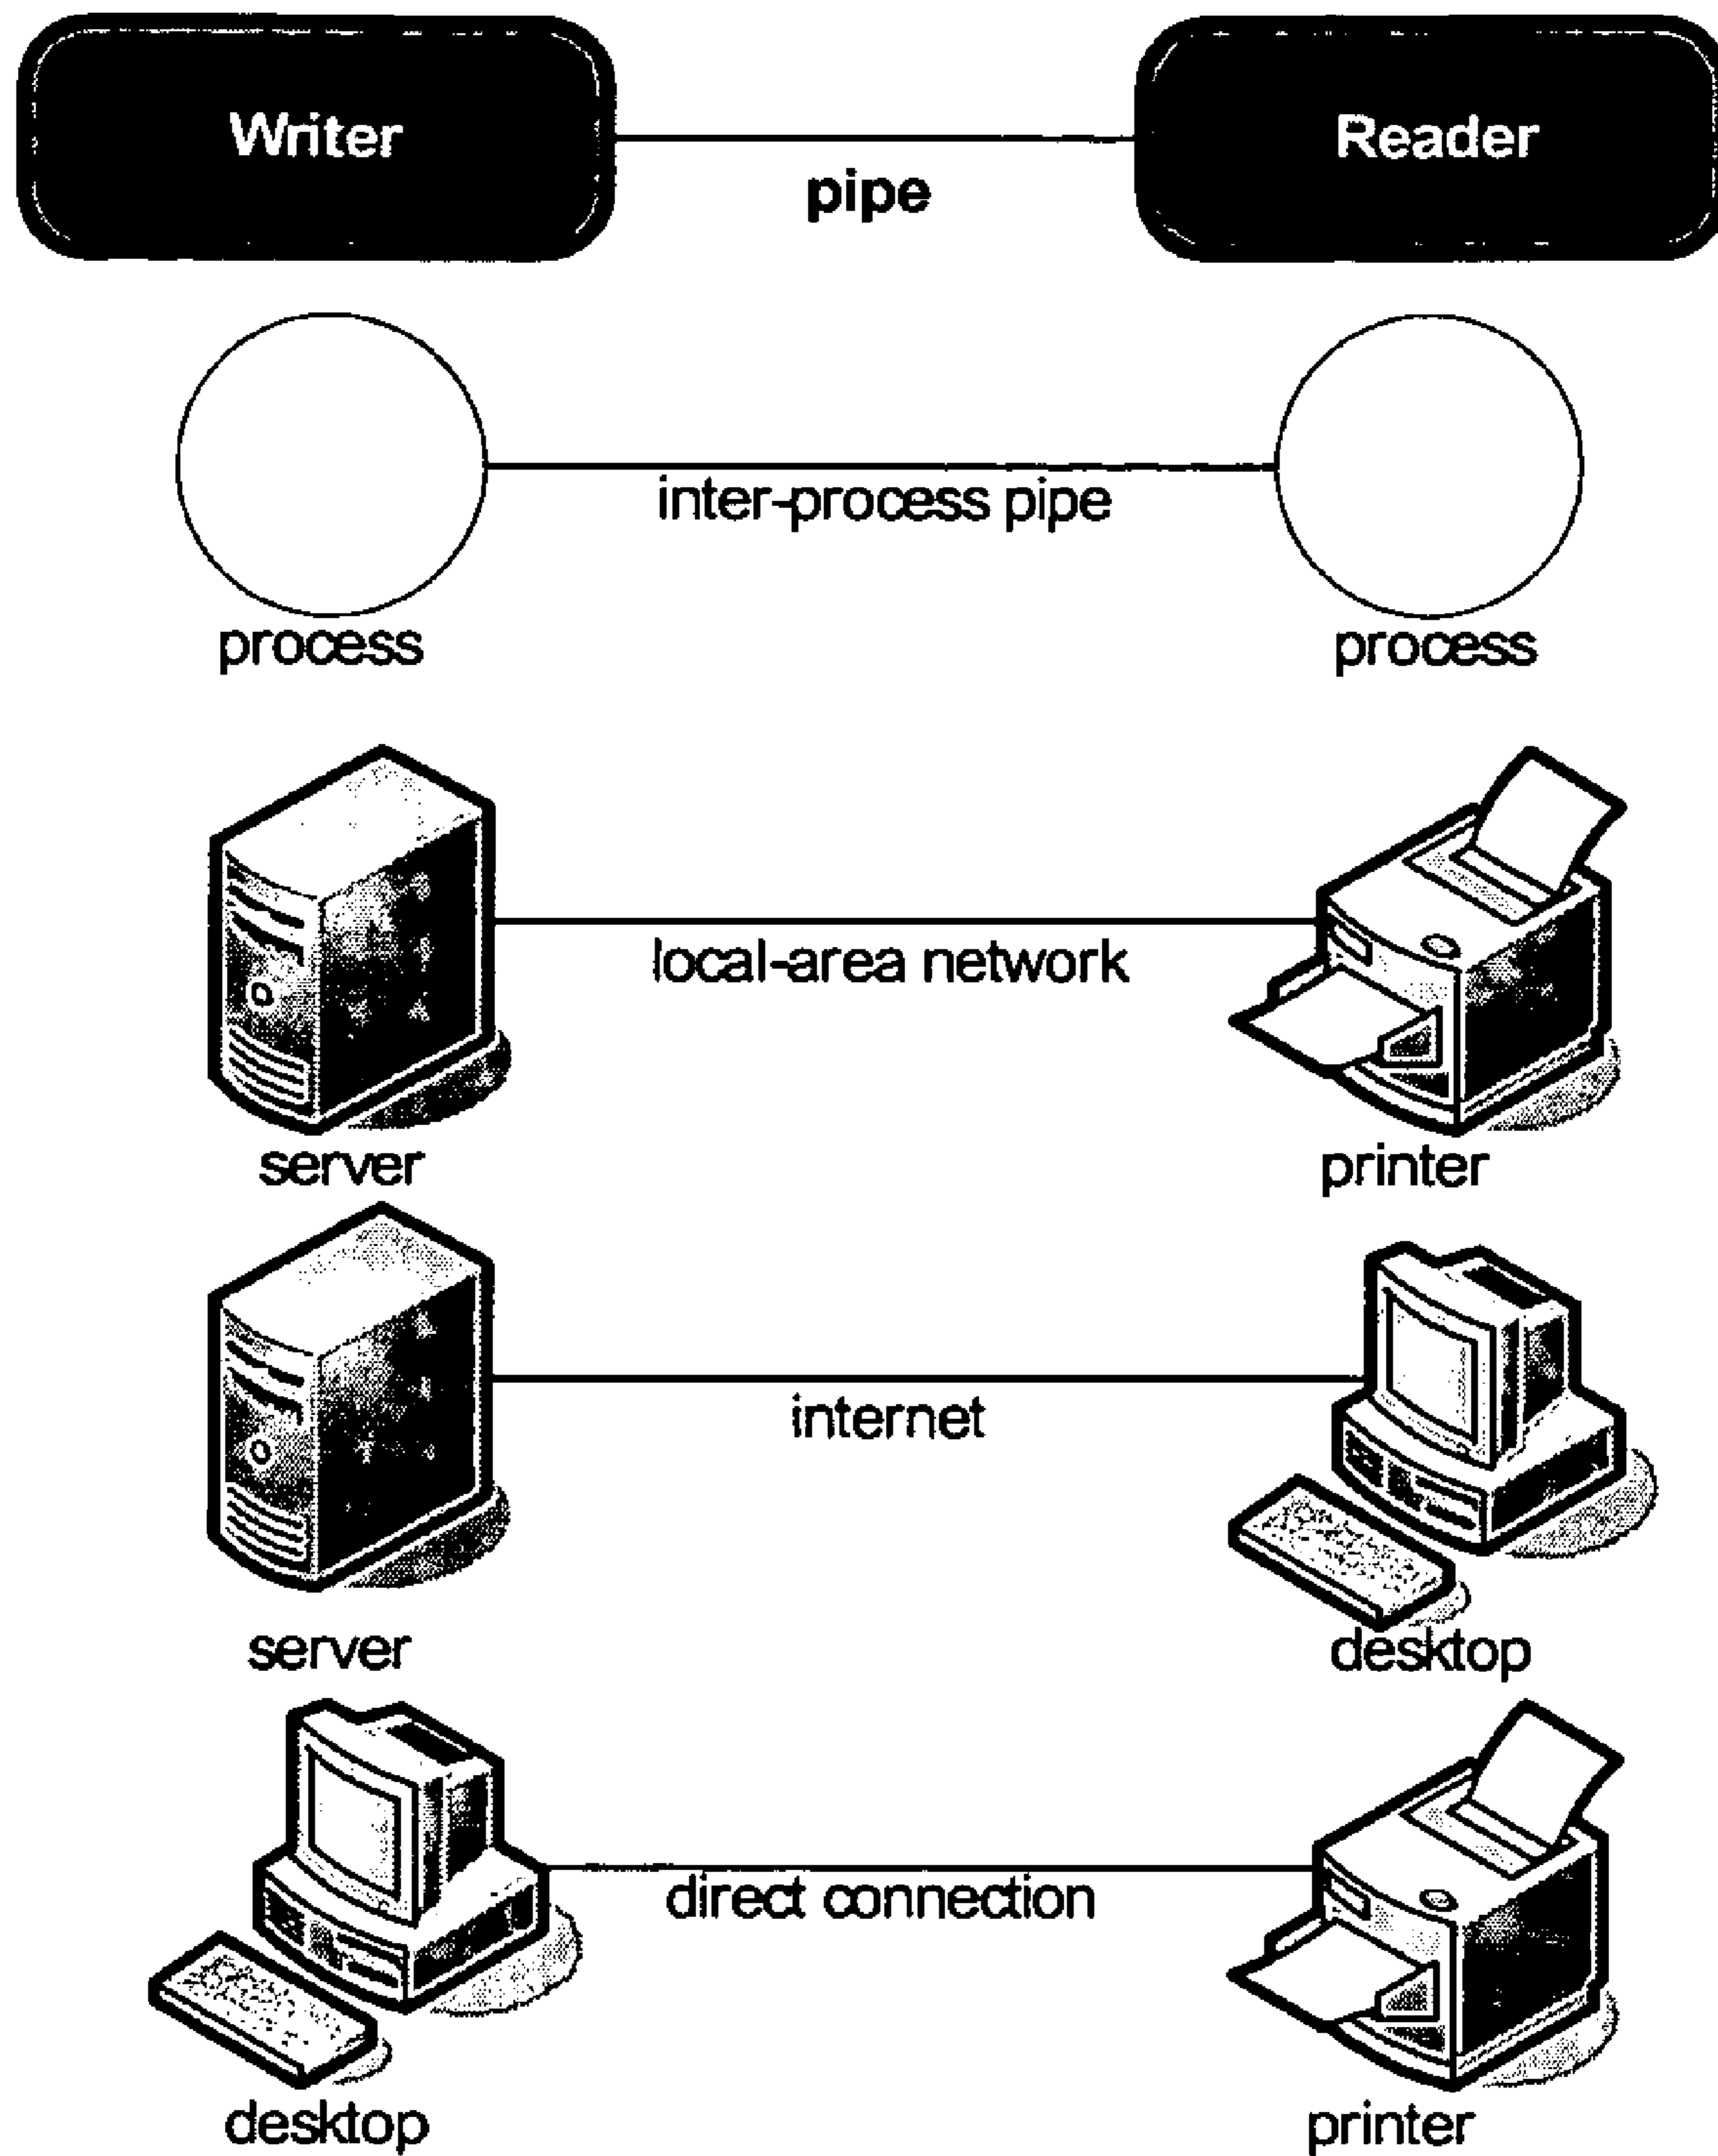 Writer
Reader
pipe
inter-process pipe
process
process
local-area network
server
printer
internet
server
desktop
direct connection
desktop
printer